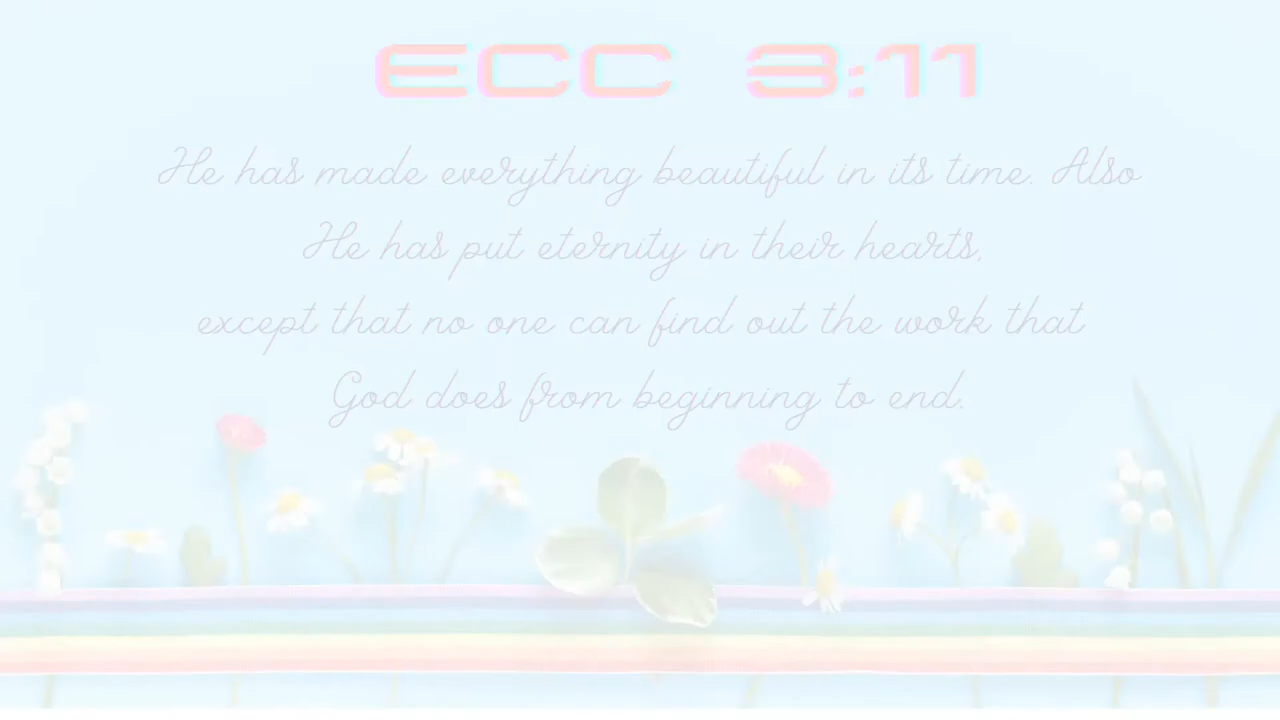 ECC 3:11
He has made everything beautiful in its time. Also
He has put eternity in their hearts,
except that no one can find out the work that
God does from beginning to end.